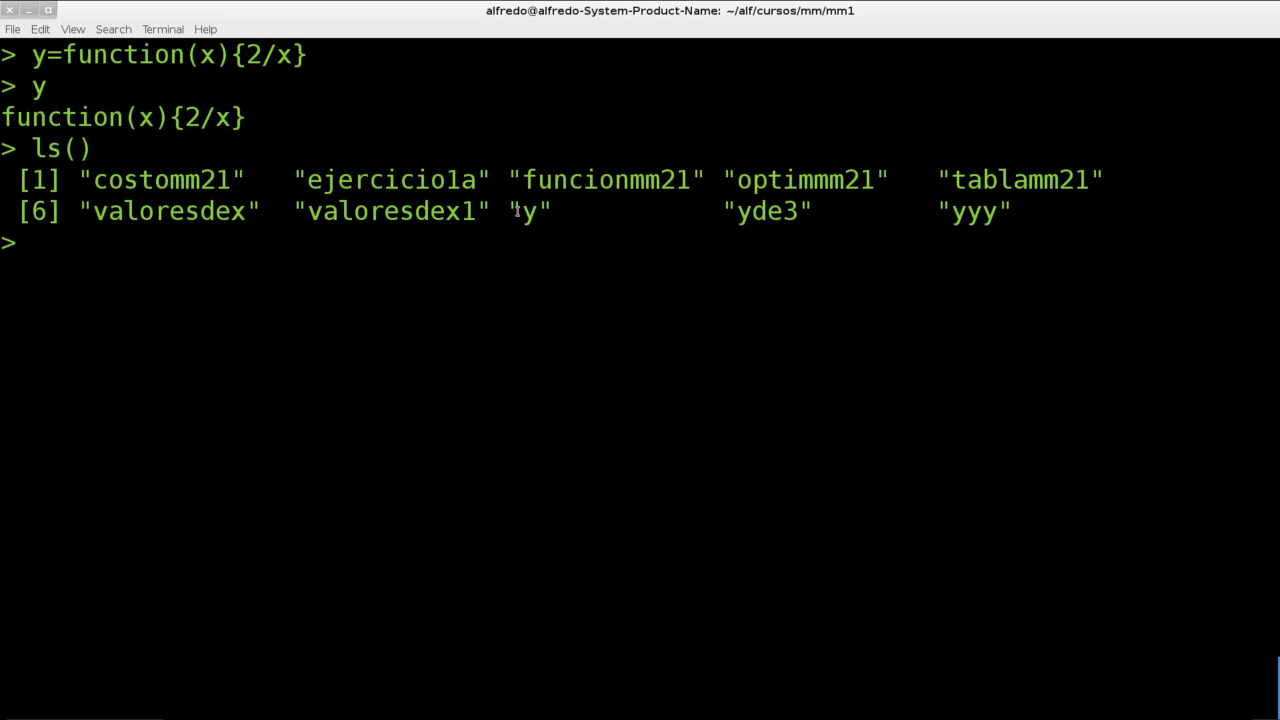 alfredo@alfredo-System-Product-Name: ~/alf/cursos/mm/mm1
File Edit View Search Terminal Help
> y=function(x){2/x}
> y
function(x){2/x}
> ls()
 [1] "costomm21"   "ejercicio1a" "funcionmm21" "optimmm21"   "tablamm21"
 [6] "valoresdex"  "valoresdex1" "y"           "yde3"        "yyy"
>